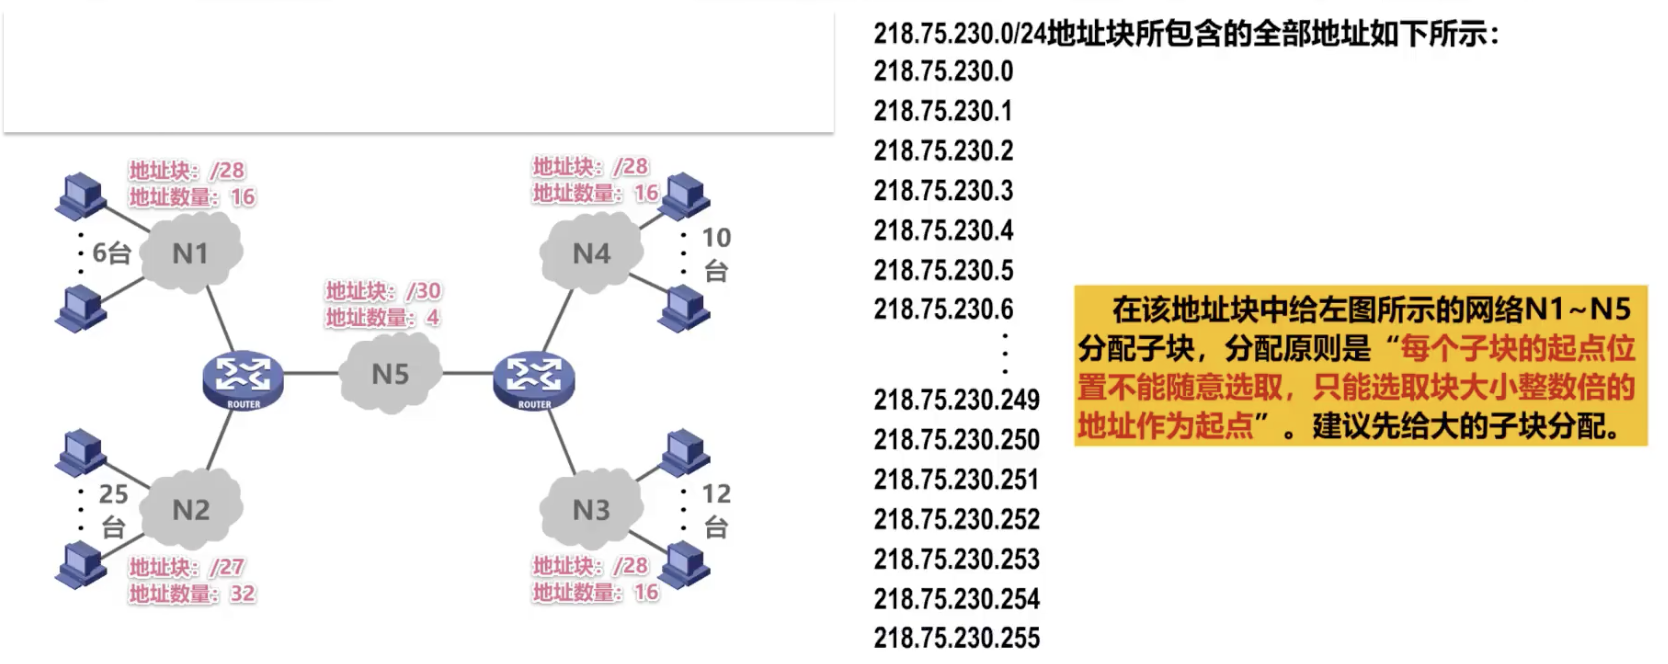 地址块：/28
地址数量：16
6台
N1
地址块：/28
地址数量：16
N4
10
台
地址块：/30
地址数量：4
N5
ROUTER
ROUTER
25
台
N2
地址块：/27
地址数量：32
N3
12
台
地址块：/28
地址数量：16
218.75.230.0/24地址块所包含的全部地址如下所示：
218.75.230.0
218.75.230.1
218.75.230.2
218.75.230.3
218.75.230.4
218.75.230.5
218.75.230.6
218.75.230.249
218.75.230.250
218.75.230.251
218.75.230.252
218.75.230.253
218.75.230.254
218.75.230.255
在该地址块中给左图所示的网络N1~N5
分配子块，分配原则是“每个子块的起点位
置不能随意选取，只能选取块大小整数倍的
地址作为起点”。建议先给大的子块分配。